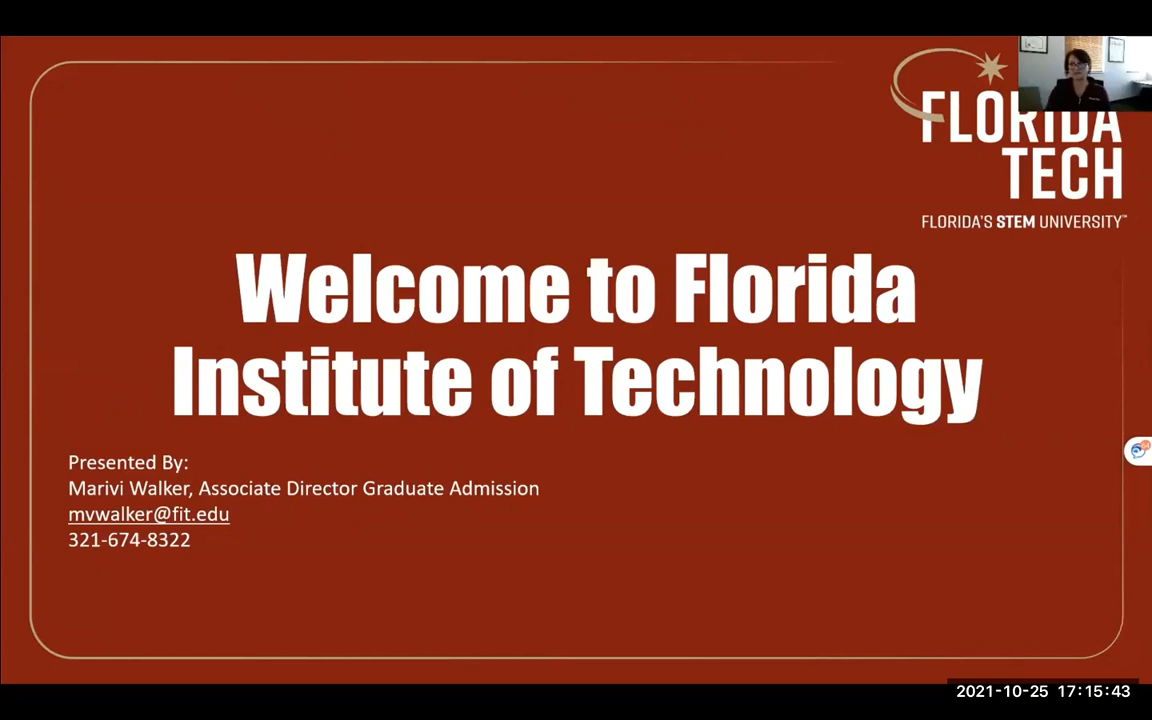 FLORIDA
TECH
FLORIDA'S STEM UNIVERSITY™
Welcome to Florida
Institute of Technology
Presented By:
Marivi Walker, Associate Director Graduate Admission
mvwalker@fit.edu
321-674-8322
2021-10-25 17:15:43